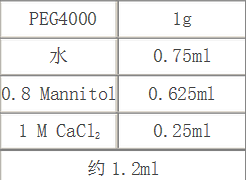 PEG4000 1g
水 0.75ml
0.8 Mannitol 0.625ml
1 M CaCl₂ 0.25ml
约 1.2ml